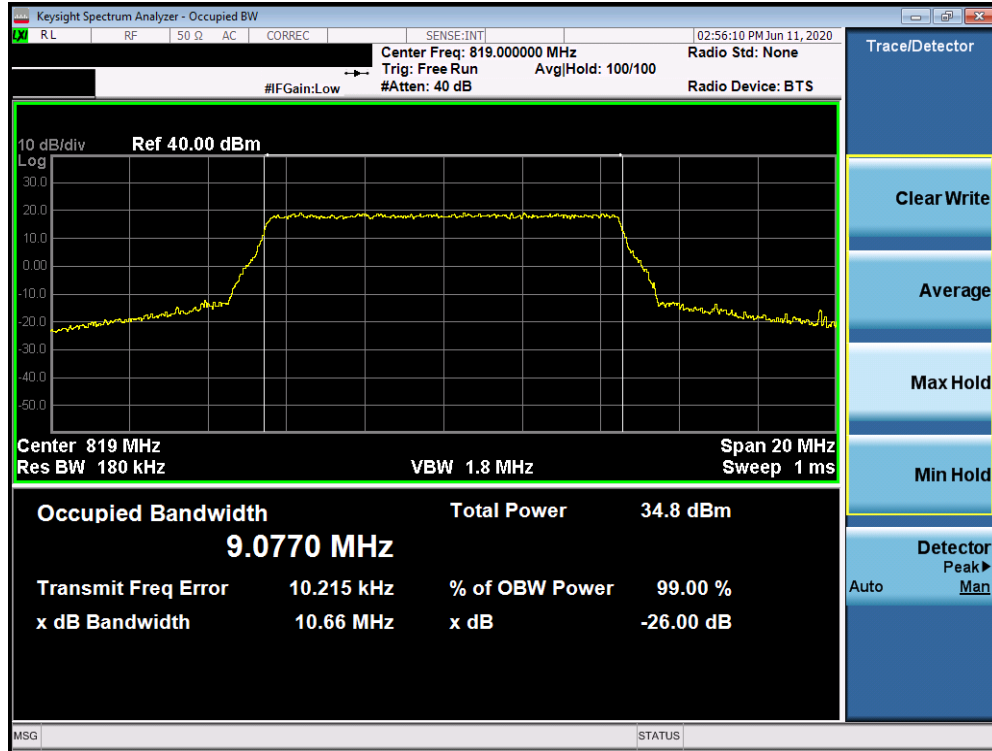 Keysight Spectrum Analyzer - Occupied BW
LXI RL RF 50 Ω AC CORREC SENSE:INT 02:56:10 PM Jun 11, 2020
Center Freq: 819.000000 MHz Radio Std: None
Trig: Free Run Avg|Hold: 100/100
#IFGain:Low #Atten: 40 dB Radio Device: BTS
10 dB/div Ref 40.00 dBm
Log
30.0
20.0
10.0
0.00
-10.0
-20.0
-30.0
-40.0
-50.0
Center 819 MHz Span 20 MHz
Res BW 180 kHz VBW 1.8 MHz Sweep 1 ms
Occupied Bandwidth Total Power 34.8 dBm
9.0770 MHz
Transmit Freq Error 10.215 kHz % of OBW Power 99.00 %
x dB Bandwidth 10.66 MHz x dB -26.00 dB
MSG STATUS
Trace/Detector
Clear Write
Average
Max Hold
Min Hold
Detector
Peak▶
Auto Man